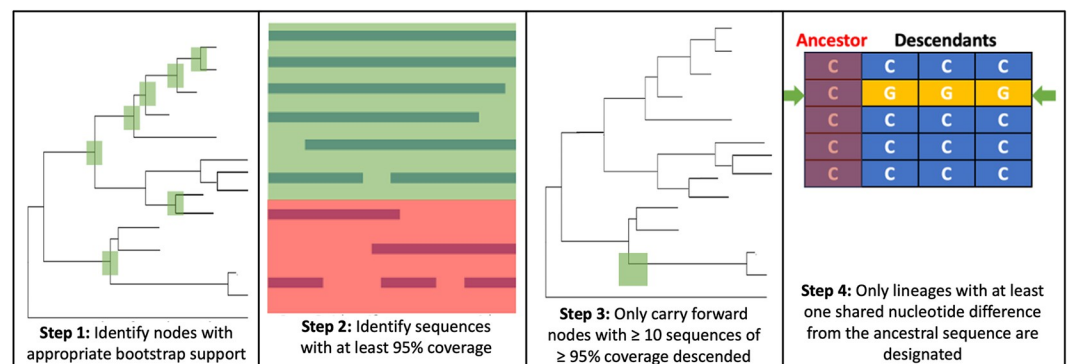 Ancestor Descendants
C C C C
C G G G
C C C C
C C C C
C C C C
Step 1: Identify nodes with
appropriate bootstrap support
Step 2: Identify sequences
with at least 95% coverage
Step 3: Only carry forward
nodes with ≥ 10 sequences of
≥ 95% coverage descended
Step 4: Only lineages with at least
one shared nucleotide difference
from the ancestral sequence are
designated